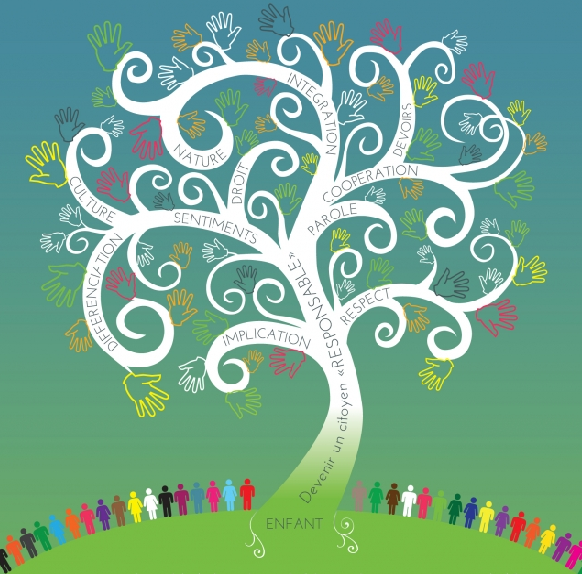 INTEGRATION
DEVOIRS
NATURE
COOPERATION
DROIT
CULTURE
PAROLE
SENTIMENTS
DIFFERENCIATION
RESPECT
IMPLICATION
Devenir un citoyen «RESPONSABLE»
ENFANT